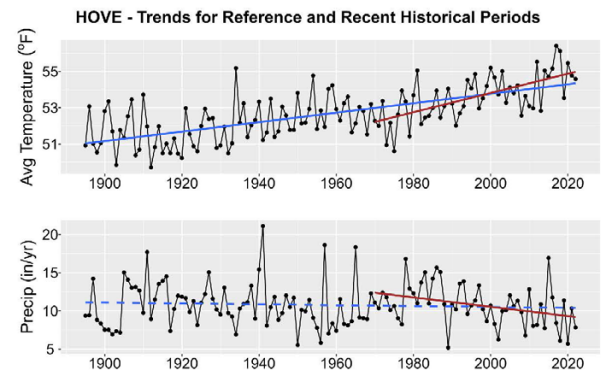 HOVE - Trends for Reference and Recent Historical Periods
Avg Temperature (°F)
55
53
51
1900 1920 1940 1960 1980 2000 2020
Precip (in/yr)
20
15
10
5
1900 1920 1940 1960 1980 2000 2020